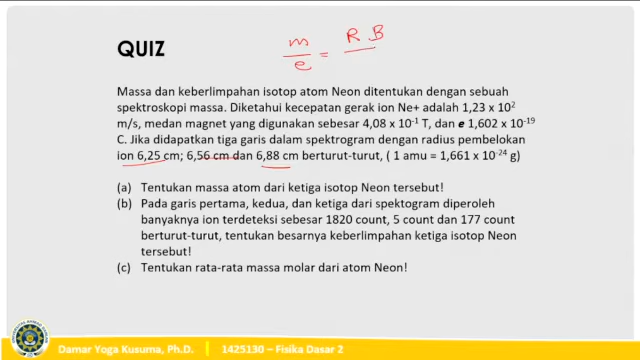 QUIZ
m/e = R.B
Massa dan keberlimpahan isotop atom Neon ditentukan dengan sebuah
spektroskopi massa. Diketahui kecepatan gerak ion Ne+ adalah 1,23 x 10²
m/s, medan magnet yang digunakan sebesar 4,08 x 10⁻¹ T, dan e 1,602 x 10⁻¹⁹
C. Jika didapatkan tiga garis dalam spektrogram dengan radius pembelokan
ion 6,25 cm; 6,56 cm dan 6,88 cm berturut-turut, ( 1 amu = 1,661 x 10⁻²⁴ g)
(a) Tentukan massa atom dari ketiga isotop Neon tersebut!
(b) Pada garis pertama, kedua, dan ketiga dari spektogram diperoleh
banyaknya ion terdeteksi sebesar 1820 count, 5 count dan 177 count
berturut-turut, tentukan besarnya keberlimpahan ketiga isotop Neon
tersebut!
(c) Tentukan rata-rata massa molar dari atom Neon!
Damar Yoga Kusuma, Ph.D. | 1425130 - Fisika Dasar 2